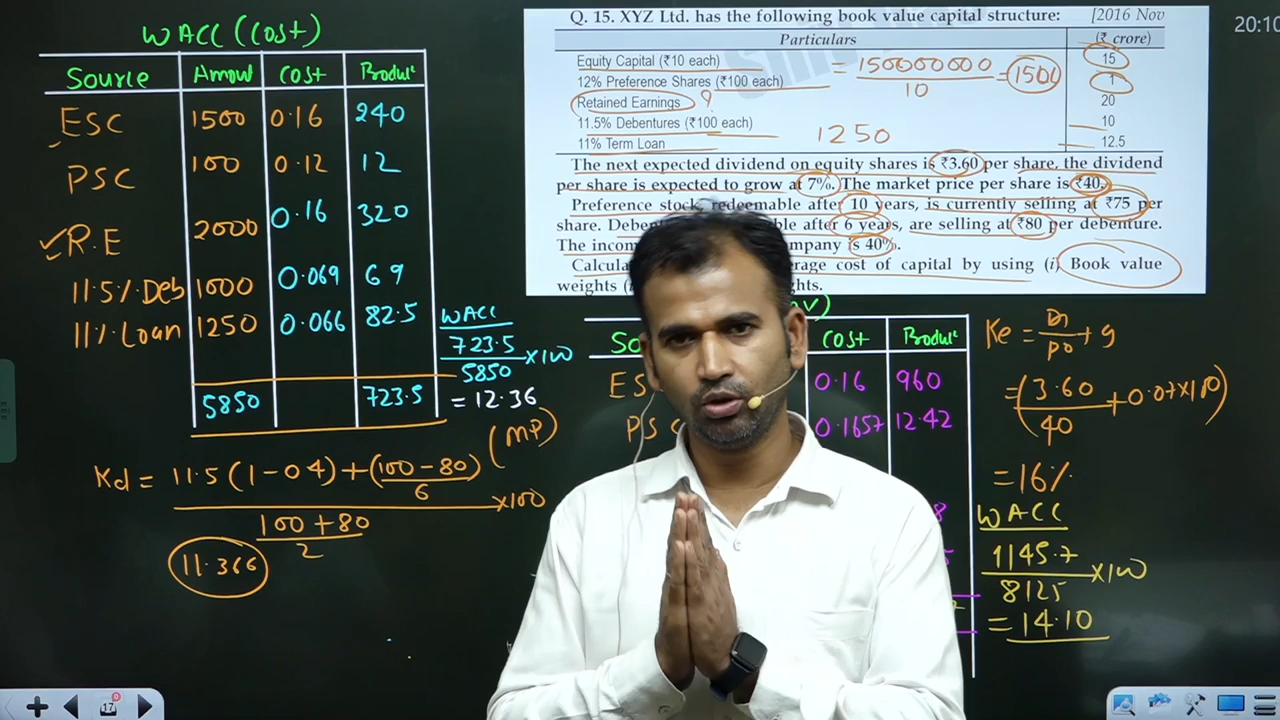 WACC (Cost)
Source Amount Cost Product
ESC 1500 0.16 240
PSC 100 0.12 12
✓R.E 2000 0.16 320
11.5% Deb 1000 0.069 69
11% Loan 1250 0.066 82.5
5850 723.5
WACC
723.5
5850
×100
= 12.36
(MP)
Kd = 11.5 (1-0.4) + (100-80)
6
×100
100+80
2
11.366
Q. 15. XYZ Ltd. has the following book value capital structure: [2016 Nov
Particulars (₹ crore)
Equity Capital (₹10 each) 15
12% Preference Shares (₹100 each) 1
Retained Earnings ? 20
11.5% Debentures (₹100 each) 10
11% Term Loan 12.5
= 150000000
10
= 1500
1250
The next expected dividend on equity shares is ₹3.60 per share, the dividend
per share is expected to grow at 7%. The market price per share is ₹40.
Preference stock, redeemable after 10 years, is currently selling at ₹75 per
share. after 6 years, are selling at ₹80 per debenture.
The is 40%.
cost of capital by using (i) Book value
weights
Cost Product
0.16 960
PSC 0.1657 12.42
Ke = D1
P0
+ g
= (3.60
40
+ 0.07×100)
= 16%
WACC
1145.7
8125
×100
= 14.10
20:10
17